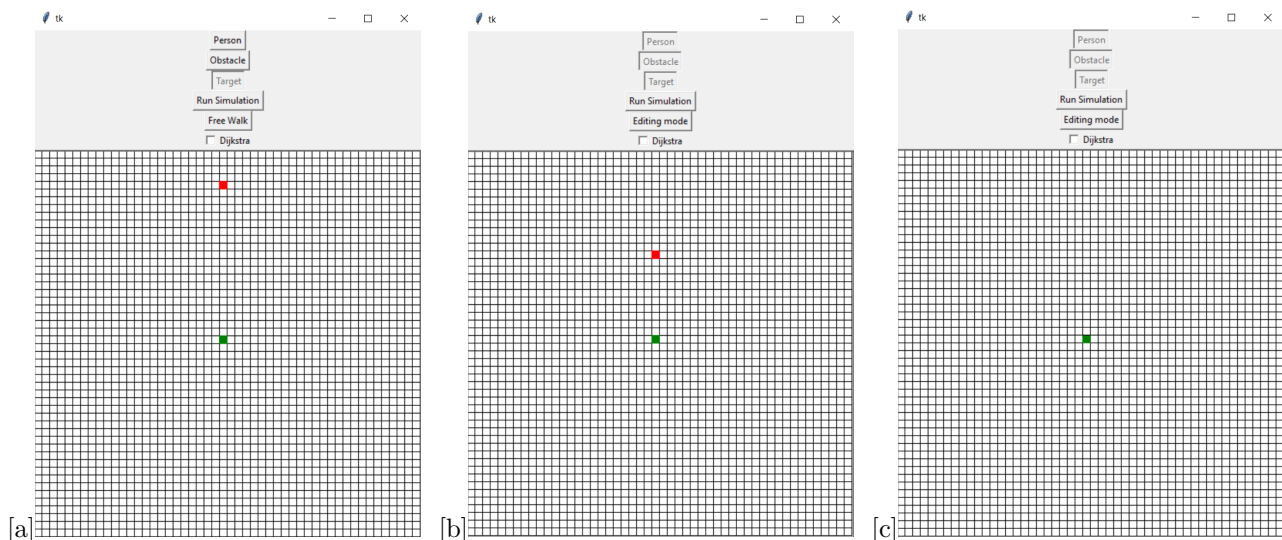 tk
Person
Obstacle
Target
Run Simulation
Free Walk
Dijkstra
[a]
tk
Person
Obstacle
Target
Run Simulation
Editing mode
Dijkstra
[b]
tk
Person
Obstacle
Target
Run Simulation
Editing mode
Dijkstra
[c]